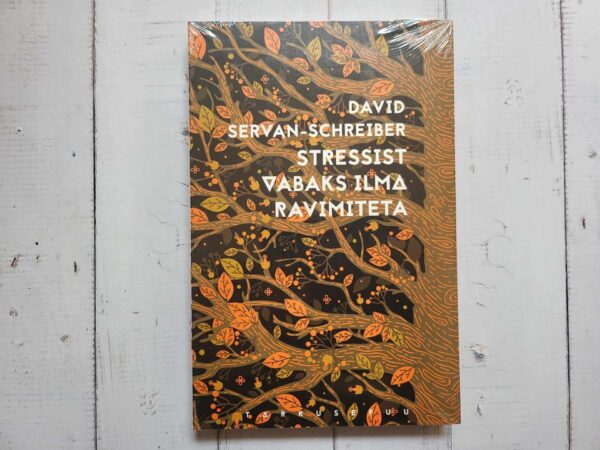 DAVID
SERVAN-SCHREIBER
STRESSIST
VABAKS ILMA
RAVIMITETA
TARKUSEPUU